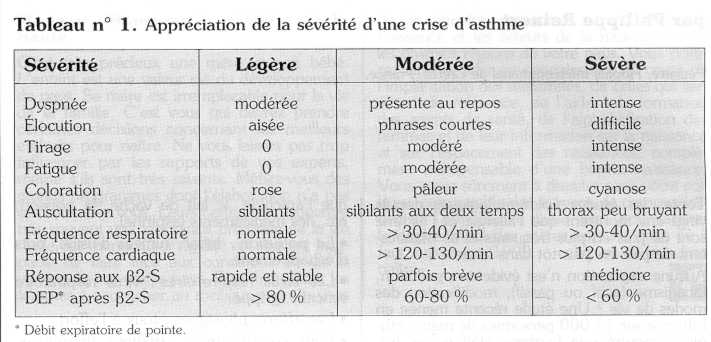 Tableau n° 1. Appréciation de la sévérité d'une crise d'asthme
Sévérité Légère Modérée Sévère
Dyspnée modérée présente au repos intense
Élocution aisée phrases courtes difficile
Tirage 0 modéré intense
Fatigue 0 modérée intense
Coloration rose pâleur cyanose
Auscultation sibilants sibilants aux deux temps thorax peu bruyant
Fréquence respiratoire normale > 30-40/min > 30-40/min
Fréquence cardiaque normale > 120-130/min > 120-130/min
Réponse aux β2-S rapide et stable parfois brève médiocre
DEP* après β2-S > 80 % 60-80 % < 60 %
* Débit expiratoire de pointe.